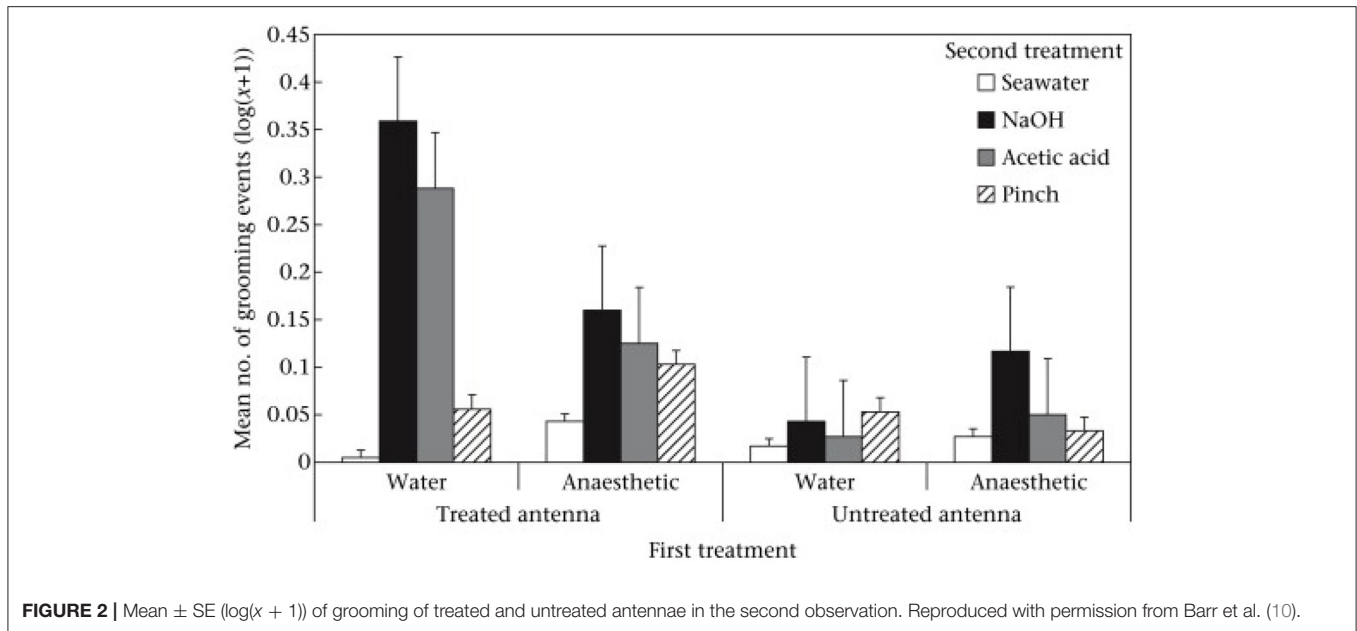 Mean no. of grooming events (log(x+1))
0.45
0.4
0.35
0.3
0.25
0.2
0.15
0.1
0.05
0
Second treatment
Seawater
NaOH
Acetic acid
Pinch
Water
Anaesthetic
Water
Anaesthetic
Treated antenna
Untreated antenna
First treatment
FIGURE 2 | Mean ± SE (log(x + 1)) of grooming of treated and untreated antennae in the second observation. Reproduced with permission from Barr et al. (10).